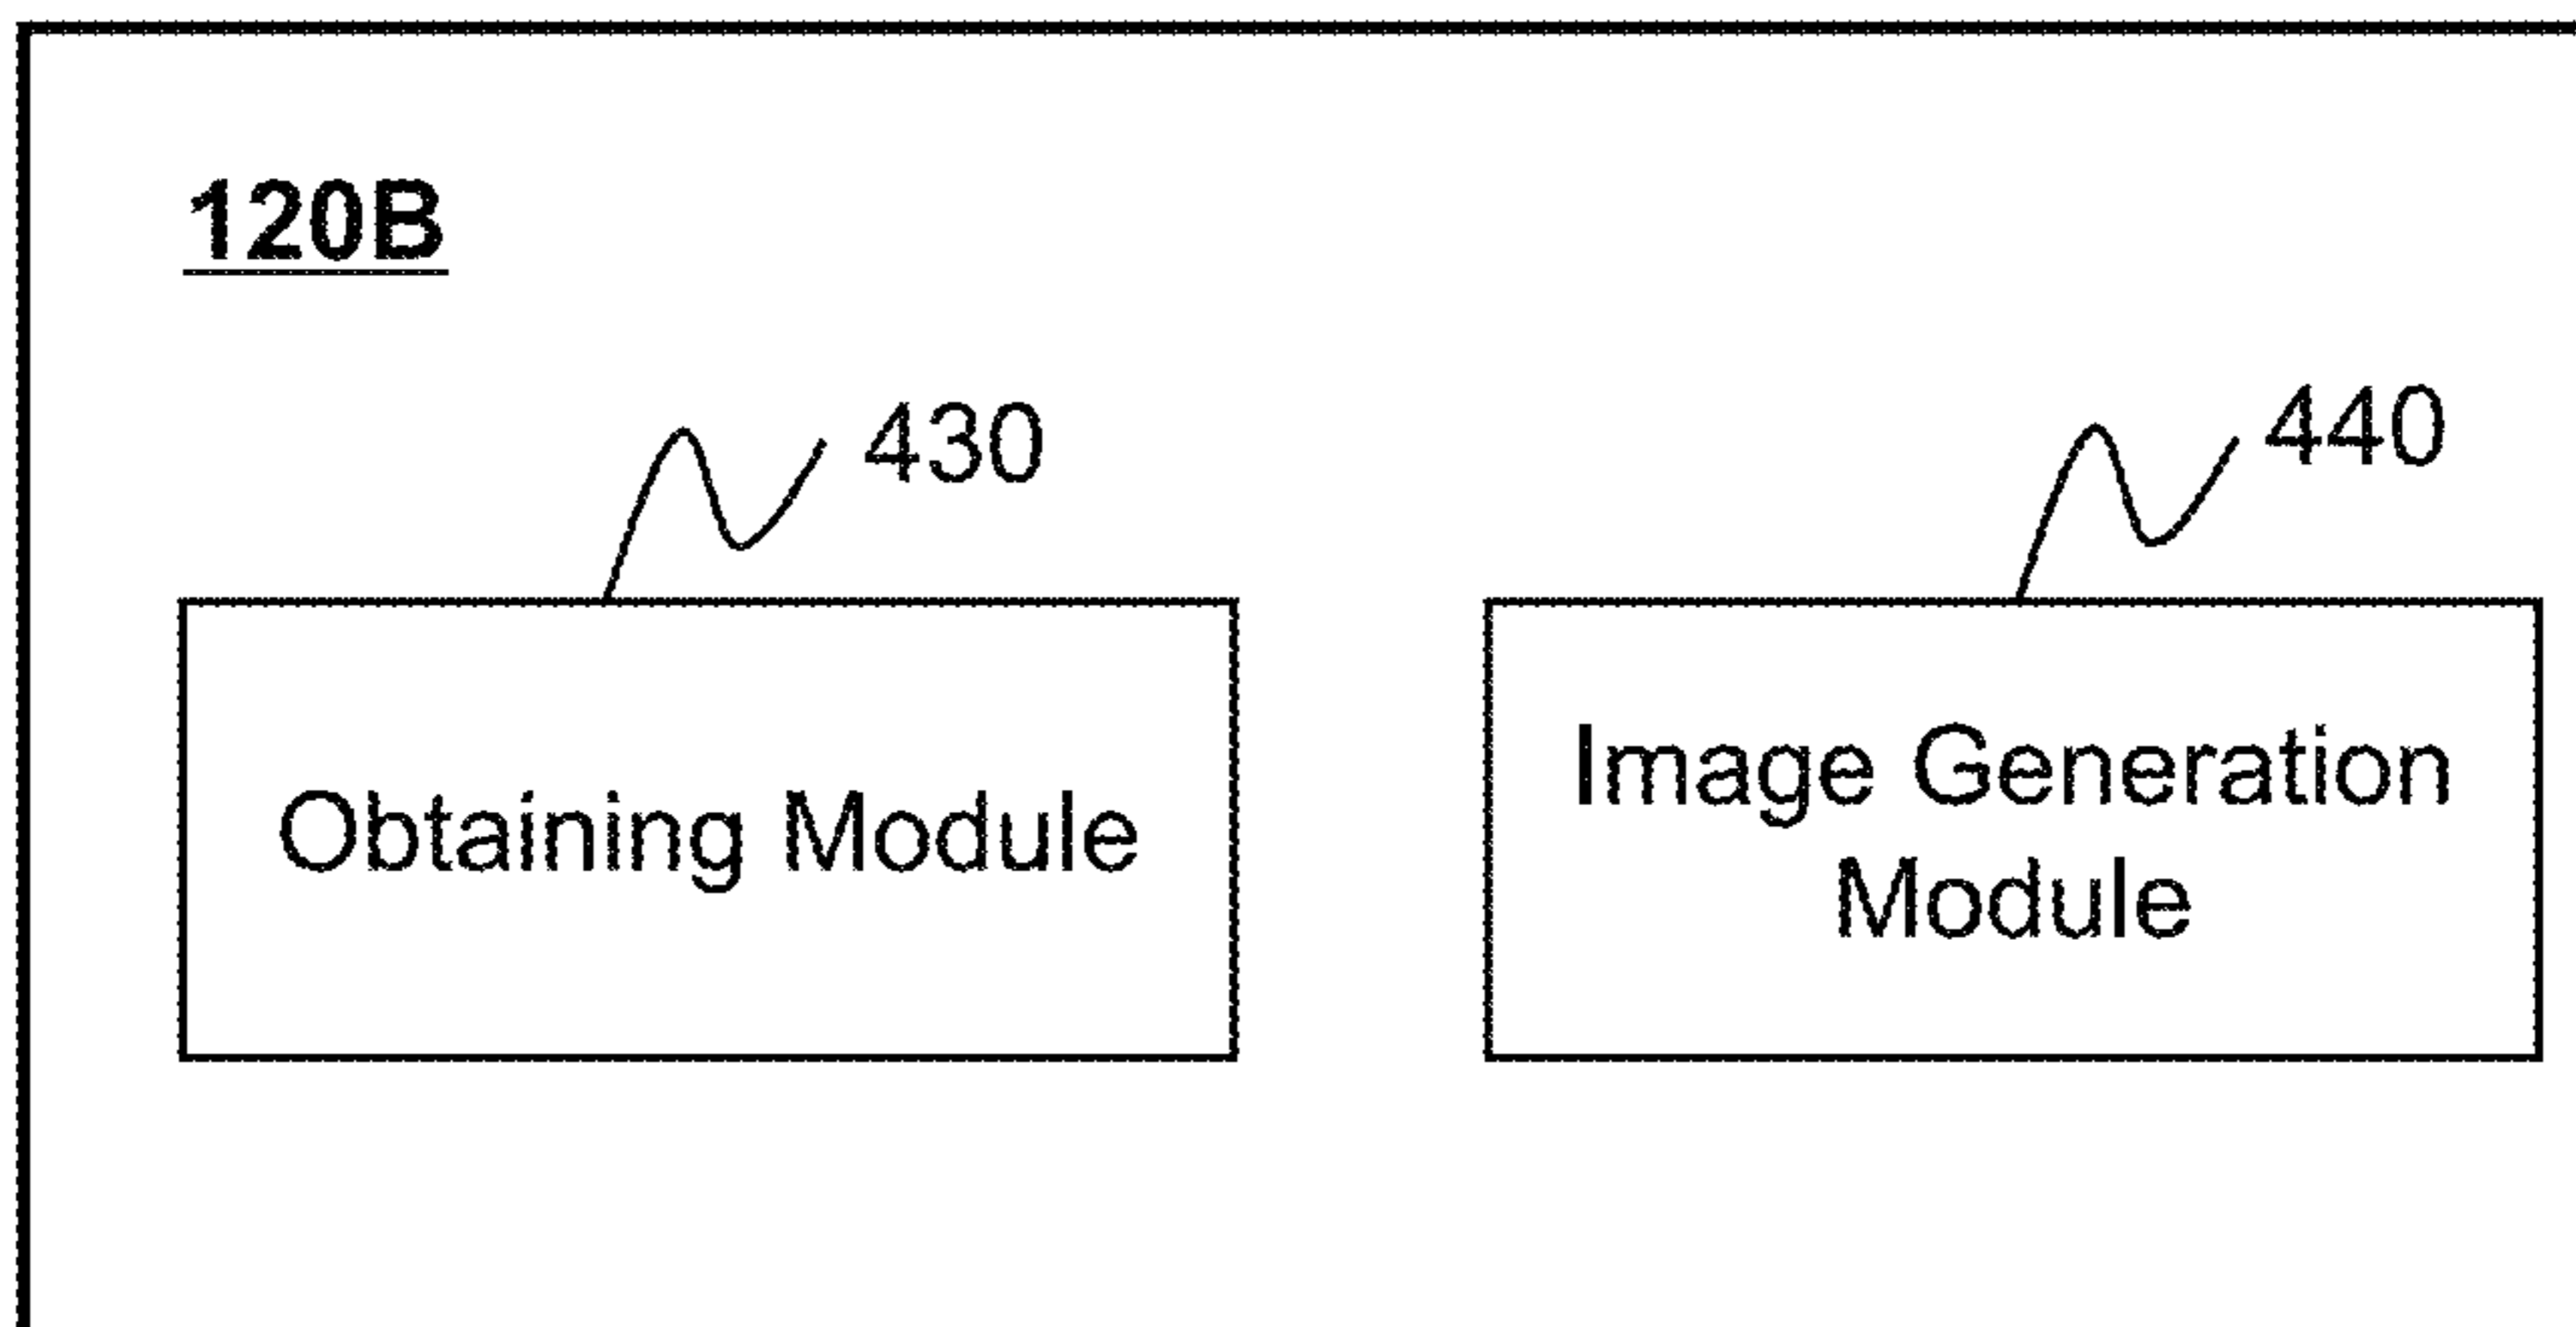 120B
430
440
Obtaining Module
Image Generation
Module